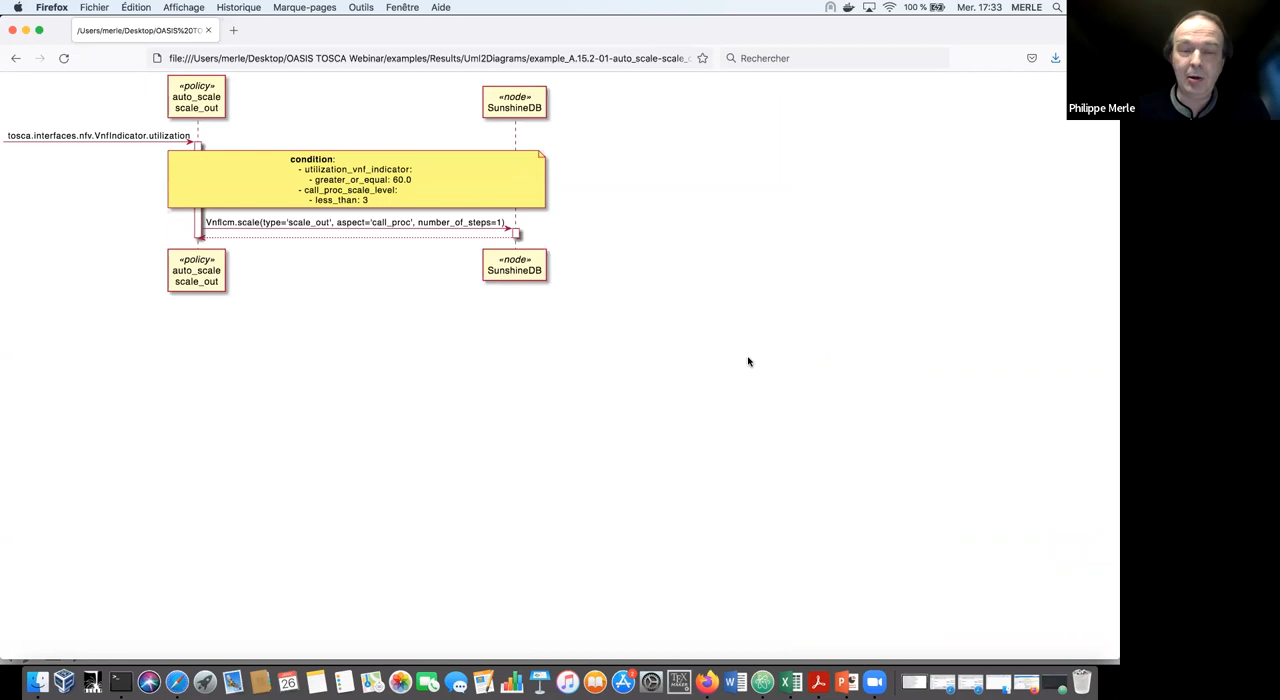 Firefox Fichier Édition Affichage Historique Marque-pages Outils Fenêtre Aide 100 % Mer. 17:33 MERLE
/Users/merle/Desktop/OASIS%20TO
file:///Users/merle/Desktop/OASIS TOSCA Webinar/examples/Results/Uml2Diagrams/example_A.15.2-01-auto_scale-scale_
Rechercher
Philippe Merle
«policy»
auto_scale
scale_out
«node»
SunshineDB
tosca.interfaces.nfv.VnfIndicator.utilization
condition:
- utilization_vnf_indicator:
- greater_or_equal: 60.0
- call_proc_scale_level:
- less_than: 3
Vnflcm.scale(type='scale_out', aspect='call_proc', number_of_steps=1)
«policy»
auto_scale
scale_out
«node»
SunshineDB
26